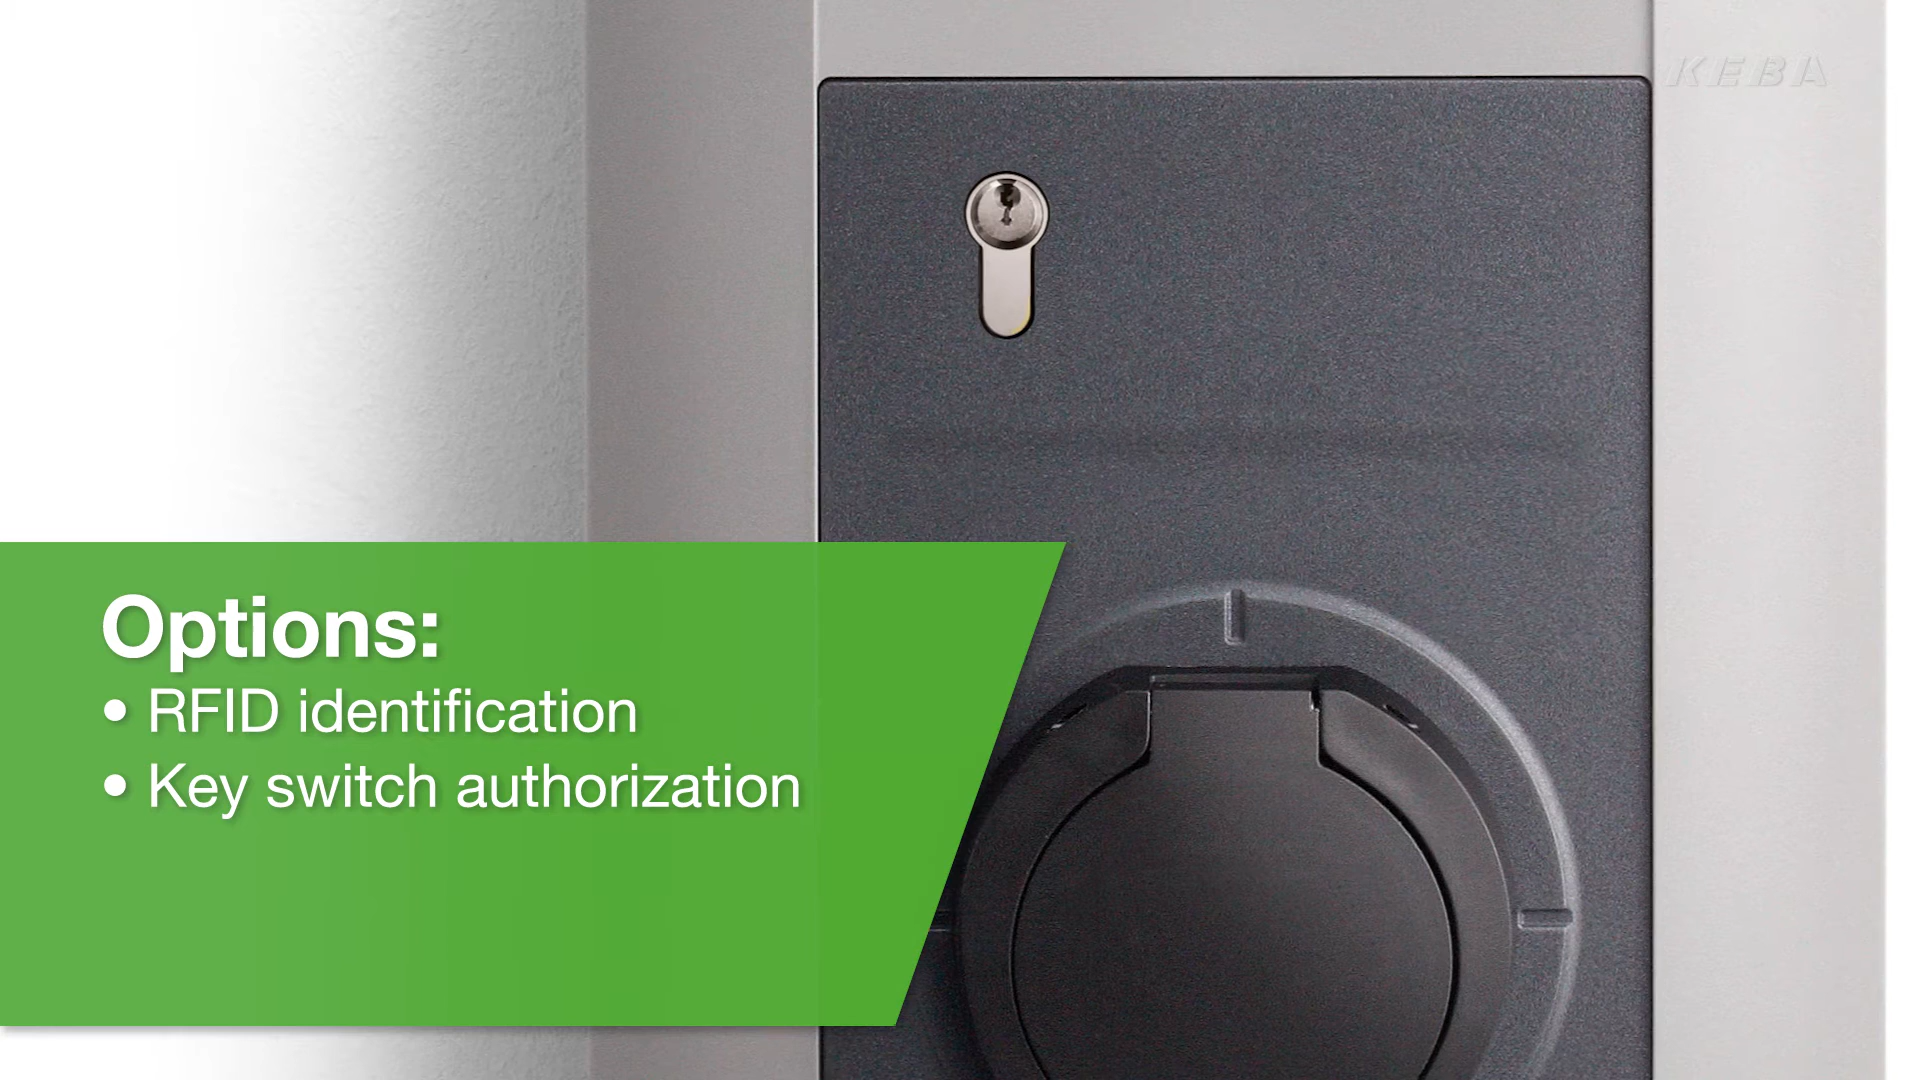 KEBA
Options:
• RFID identification
• Key switch authorization